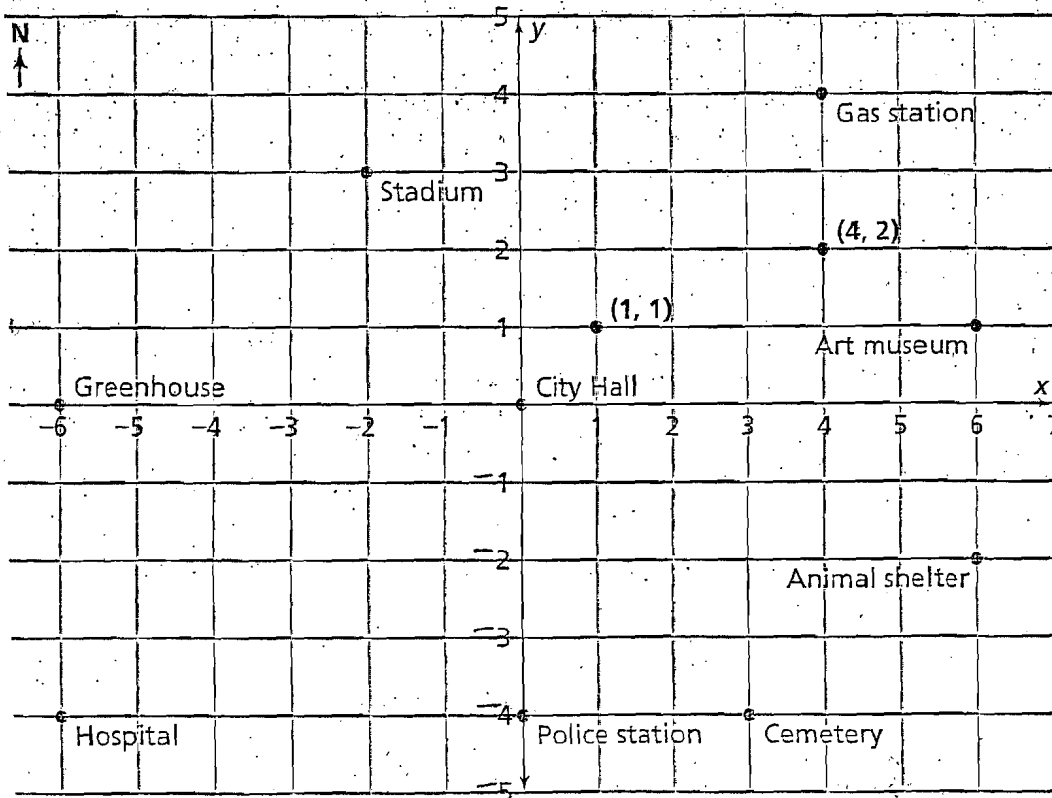 5
N
y
4
Gas station
3
Stadium
2
(4, 2)
1
(1, 1)
Art museum
Greenhouse
City Hall
x
−6 −5 −4 −3 −2 −1 1 2 3 4 5 6 7
−1
−2
Animal shelter
−3
−4
Hospital
Police station
Cemetery
−5